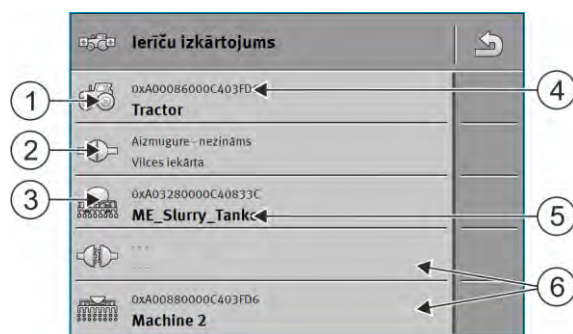 Ierīču izkārtojums
0xA00086000C403FD
Tractor
Aizmugure - nezināms
Vilces iekārta
0xA03280000C40833C
ME_Slurry_Tank
---
---
0xA00880000C403FD6
Machine 2
1
2
3
4
5
6